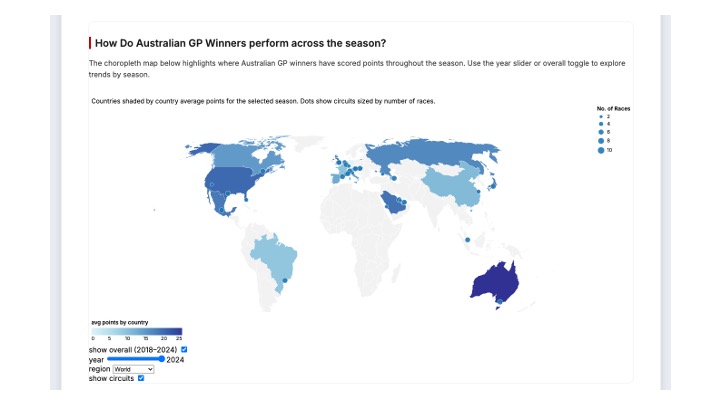 How Do Australian GP Winners perform across the season?
The choropleth map below highlights where Australian GP winners have scored points throughout the season. Use the year slider or overall toggle to explore
trends by season.
Countries shaded by country average points for the selected season. Dots show circuits sized by number of races.
No. of Races
2
4
6
8
10
avg points by country
0 5 10 15 20 25
show overall (2018–2024)
year 2024
region World
show circuits